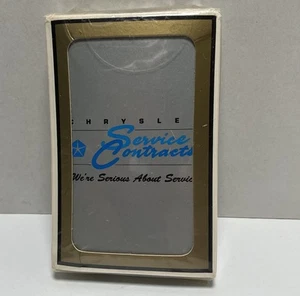 CHRYSLE
Service
Contracts
We're Serious About Servic